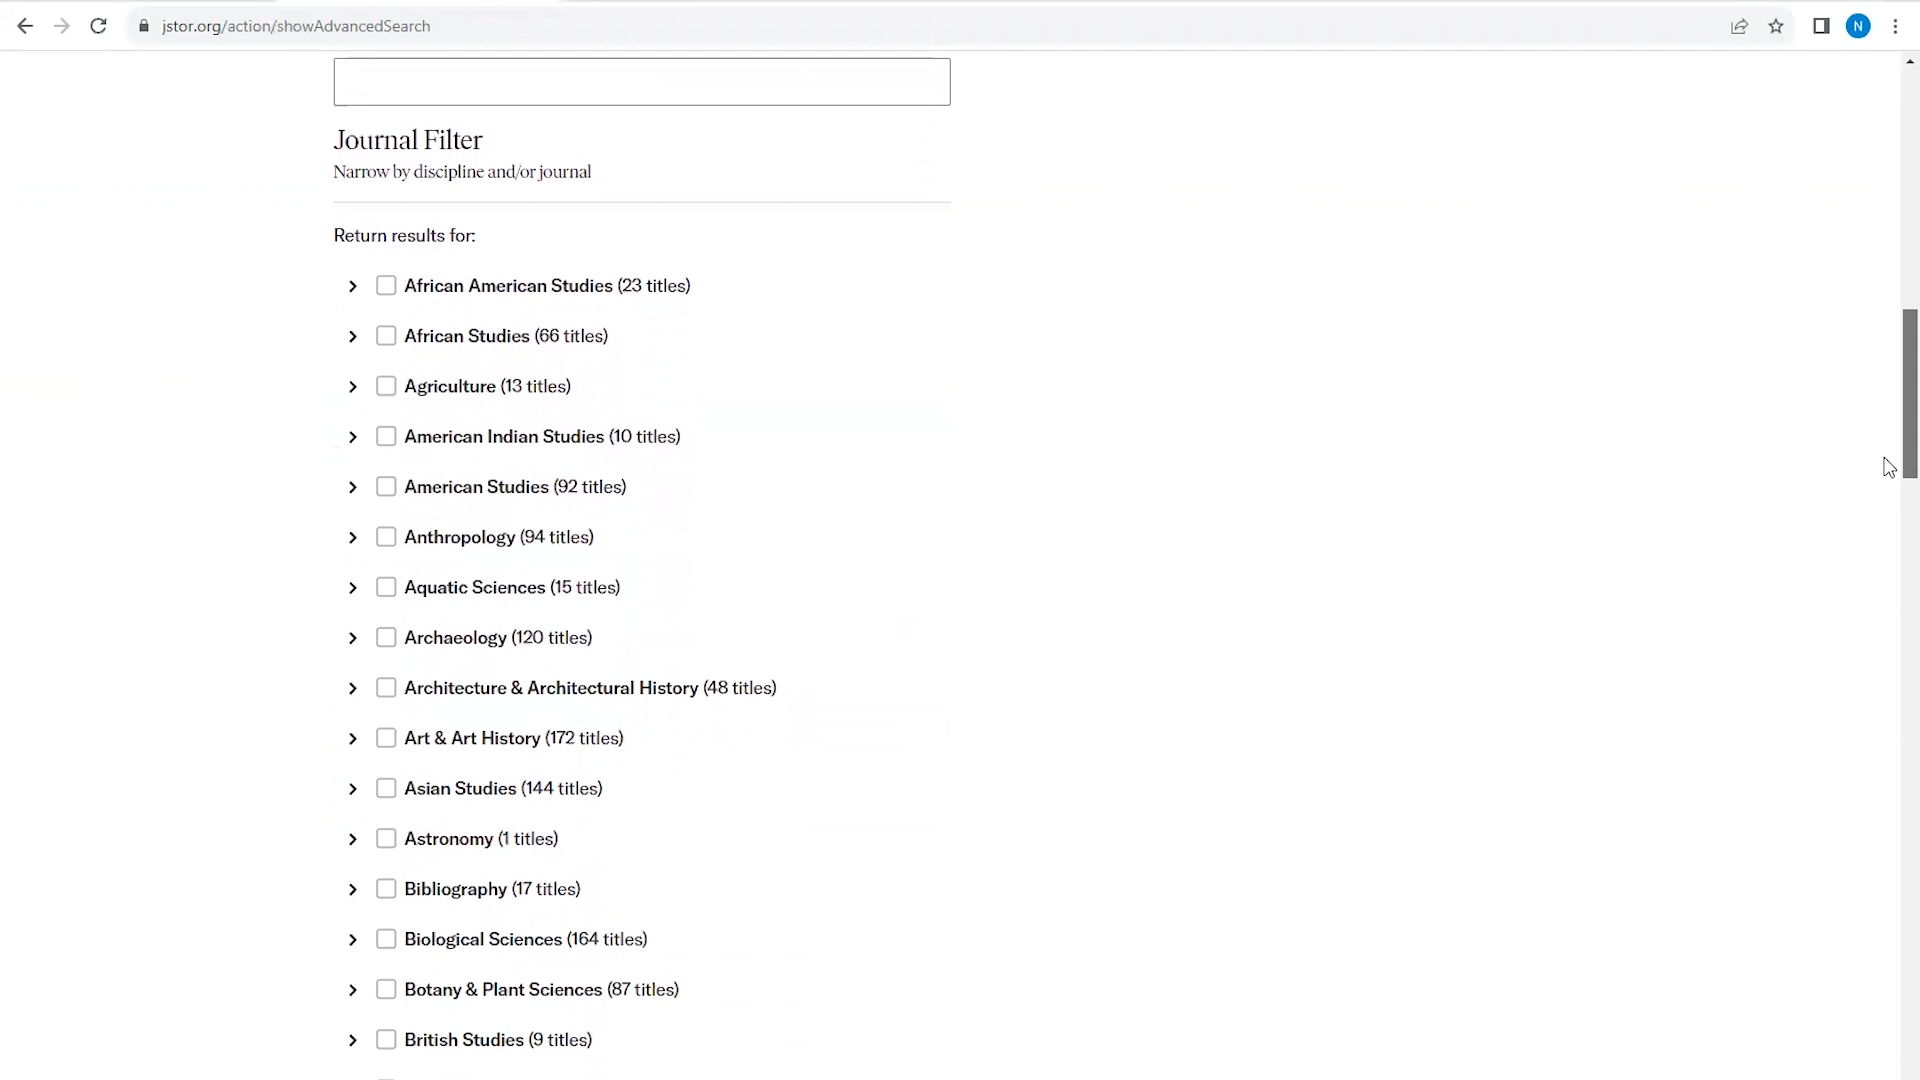 jstor.org/action/showAdvancedSearch
N
Journal Filter
Narrow by discipline and/or journal
Return results for:
African American Studies (23 titles)
African Studies (66 titles)
Agriculture (13 titles)
American Indian Studies (10 titles)
American Studies (92 titles)
Anthropology (94 titles)
Aquatic Sciences (15 titles)
Archaeology (120 titles)
Architecture & Architectural History (48 titles)
Art & Art History (172 titles)
Asian Studies (144 titles)
Astronomy (1 titles)
Bibliography (17 titles)
Biological Sciences (164 titles)
Botany & Plant Sciences (87 titles)
British Studies (9 titles)